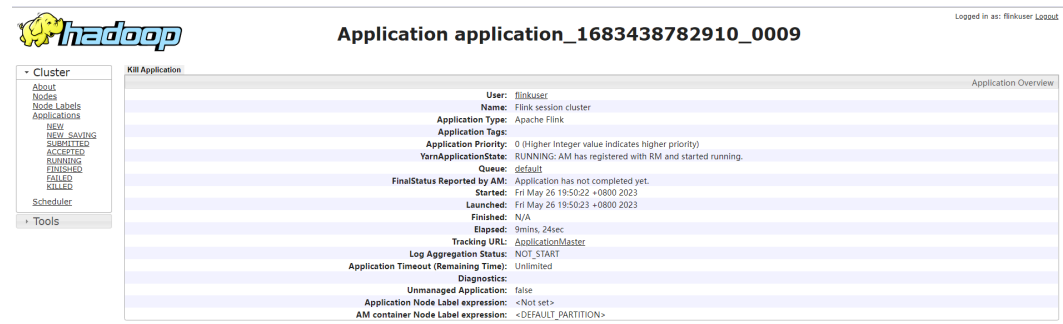 Logged in as: flinkuser Logout
hadoop
Application application_1683438782910_0009
Cluster
About
Nodes
Node Labels
Applications
NEW
NEW_SAVING
SUBMITTED
ACCEPTED
RUNNING
FINISHED
FAILED
KILLED
Scheduler
Tools
Kill Application
Application Overview
User: flinkuser
Name: Flink session cluster
Application Type: Apache Flink
Application Tags:
Application Priority: 0 (Higher Integer value indicates higher priority)
YarnApplicationState: RUNNING: AM has registered with RM and started running.
Queue: default
FinalStatus Reported by AM: Application has not completed yet.
Started: Fri May 26 19:50:22 +0800 2023
Launched: Fri May 26 19:50:23 +0800 2023
Finished: N/A
Elapsed: 9mins, 24sec
Tracking URL: ApplicationMaster
Log Aggregation Status: NOT_START
Application Timeout (Remaining Time): Unlimited
Diagnostics:
Unmanaged Application: false
Application Node Label expression: <Not set>
AM container Node Label expression: <DEFAULT_PARTITION>